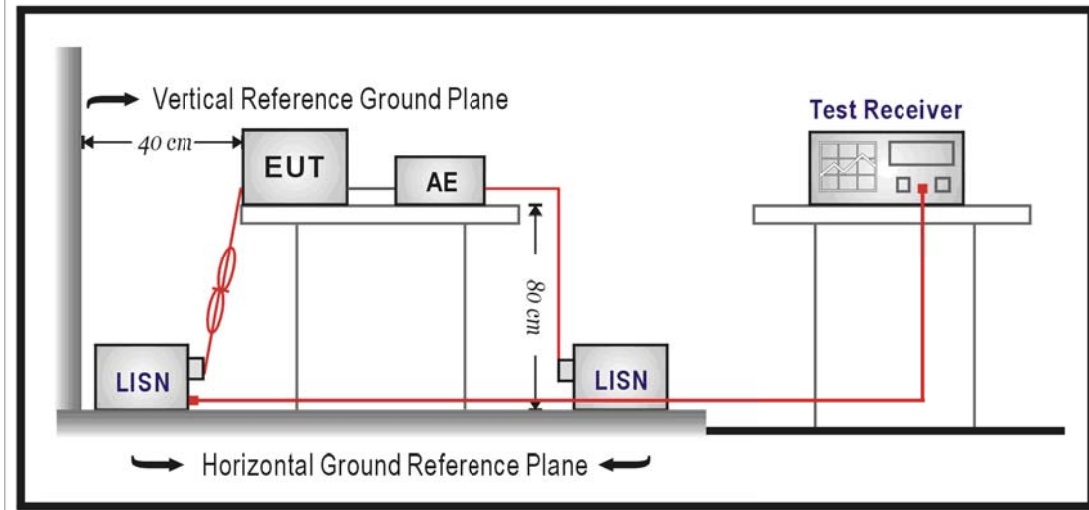 Vertical Reference Ground Plane
Test Receiver
40 cm
EUT
AE
80 cm
LISN
LISN
Horizontal Ground Reference Plane